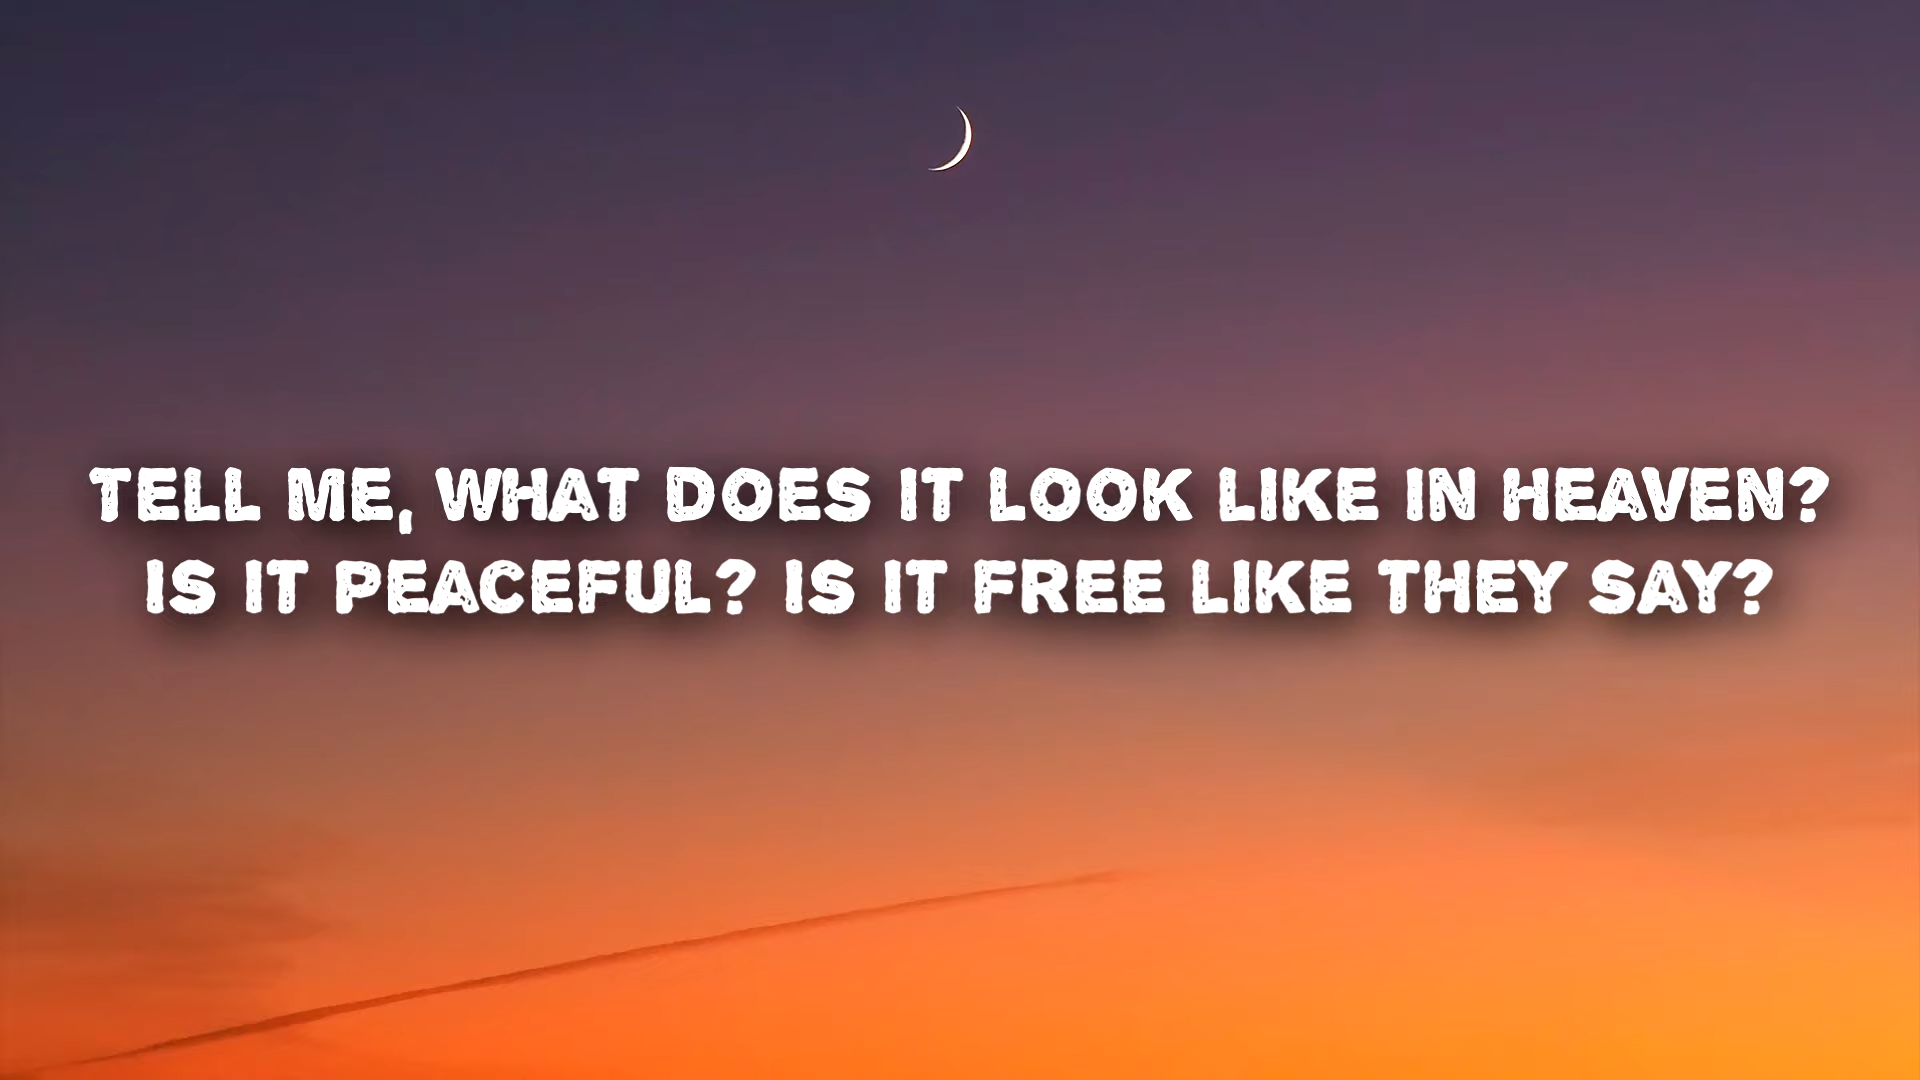 TELL ME, WHAT DOES IT LOOK LIKE IN HEAVEN?
IS IT PEACEFUL? IS IT FREE LIKE THEY SAY?